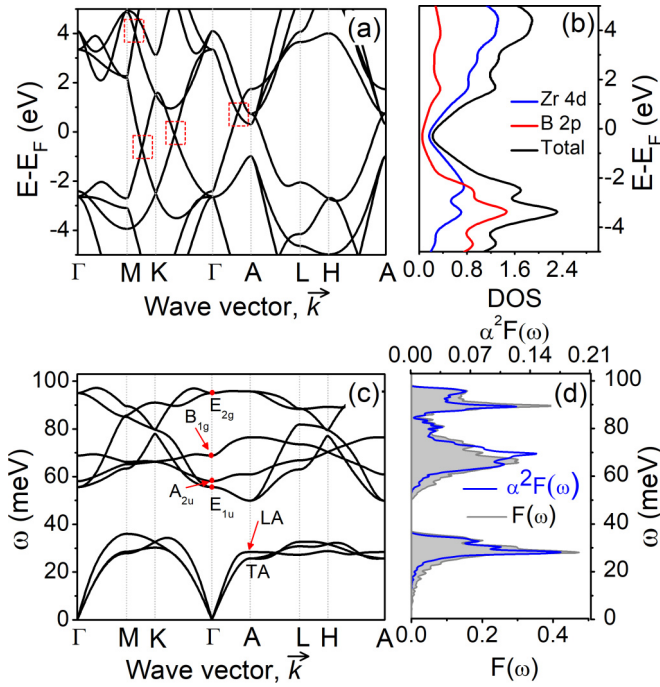 (a)
4
2
0
-2
-4
E-E_F (eV)
Γ M K Γ A L H A
Wave vector, k⃗
(b)
Zr 4d
B 2p
Total
4
2
0
-2
-4
E-E_F (eV)
0.0 0.8 1.6 2.4
DOS
α²F(ω)
0.00 0.07 0.14 0.21
(c)
100
80
60
40
20
0
ω (meV)
E_2g
B_1g
A_2u
E_1u
LA
TA
Γ M K Γ A L H A
Wave vector, k⃗
(d)
α²F(ω)
F(ω)
100
80
60
40
20
0
ω (meV)
0.0 0.2 0.4
F(ω)